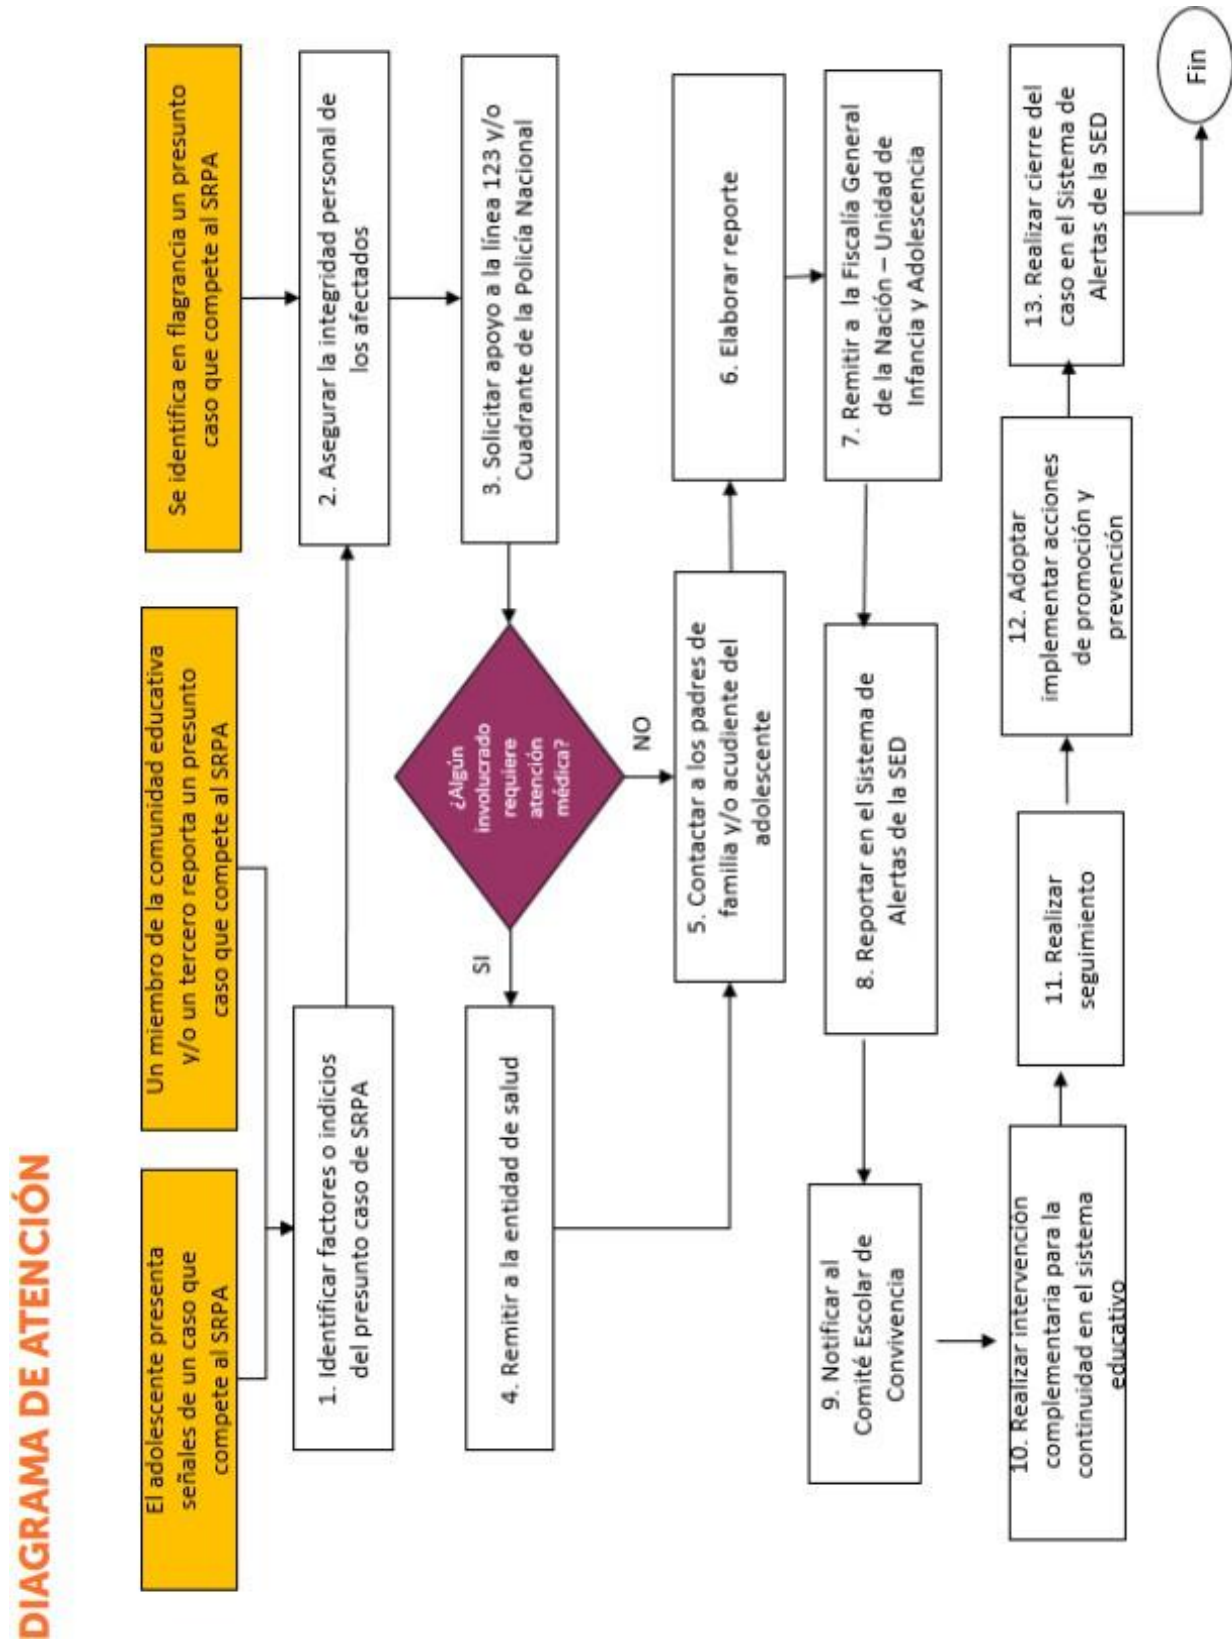 DIAGRAMA DE ATENCIÓN
El adolescente presenta
señales de un caso que
compete al SRPA
Un miembro de la comunidad educativa
y/o un tercero reporta un presunto
caso que compete al SRPA
Se identifica en flagrancia un presunto
caso que compete al SRPA
1. Identificar factores o indicios
del presunto caso de SRPA
2. Asegurar la integridad personal de
los afectados
3. Solicitar apoyo a la línea 123 y/o
Cuadrante de la Policía Nacional
¿Algún
involucrado
requiere
atención
médica?
SI
NO
4. Remitir a la entidad de salud
5. Contactar a los padres de
familia y/o acudiente del
adolescente
6. Elaborar reporte
7. Remitir a la Fiscalía General
de la Nación – Unidad de
Infancia y Adolescencia
8. Reportar en el Sistema de
Alertas de la SED
9. Notificar al
Comité Escolar de
Convivencia
10. Realizar intervención
complementaria para la
continuidad en el sistema
educativo
11. Realizar
seguimiento
12. Adoptar
implementar acciones
de promoción y
prevención
13. Realizar cierre del
caso en el Sistema de
Alertas de la SED
Fin